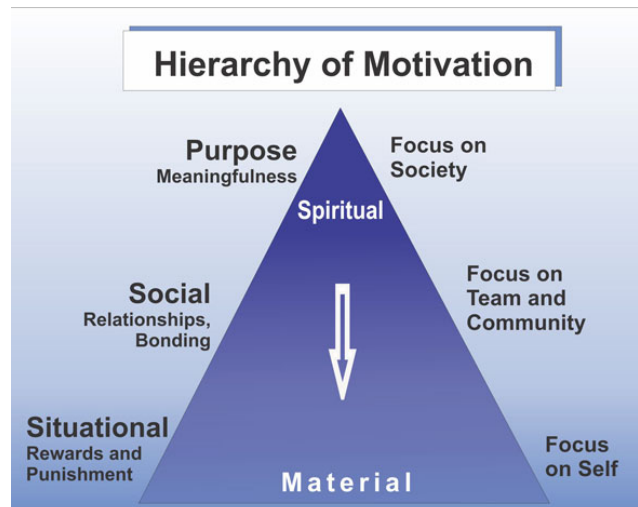 Hierarchy of Motivation
Purpose
Meaningfulness
Focus on
Society
Spiritual
Social
Relationships,
Bonding
Focus on
Team and
Community
Situational
Rewards and
Punishment
Focus
on Self
Material